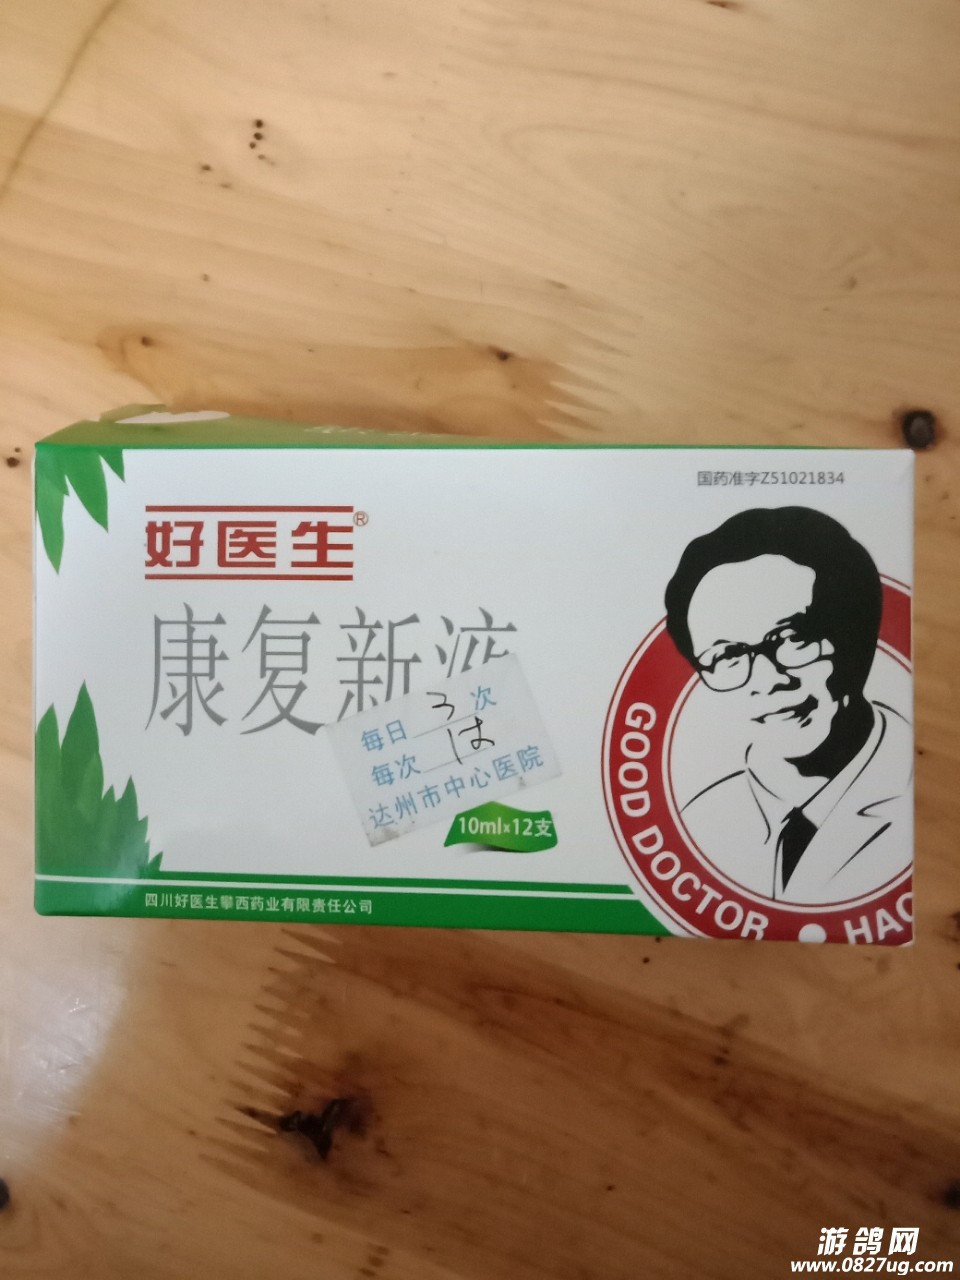 国药准字Z51021834
好医生®
康复新液
每日 3 次
每次 1支
达州市中心医院
10ml×12支
四川好医生攀西药业有限责任公司
GOOD DOCTOR
HAO
游鸽网
www.0827ug.com